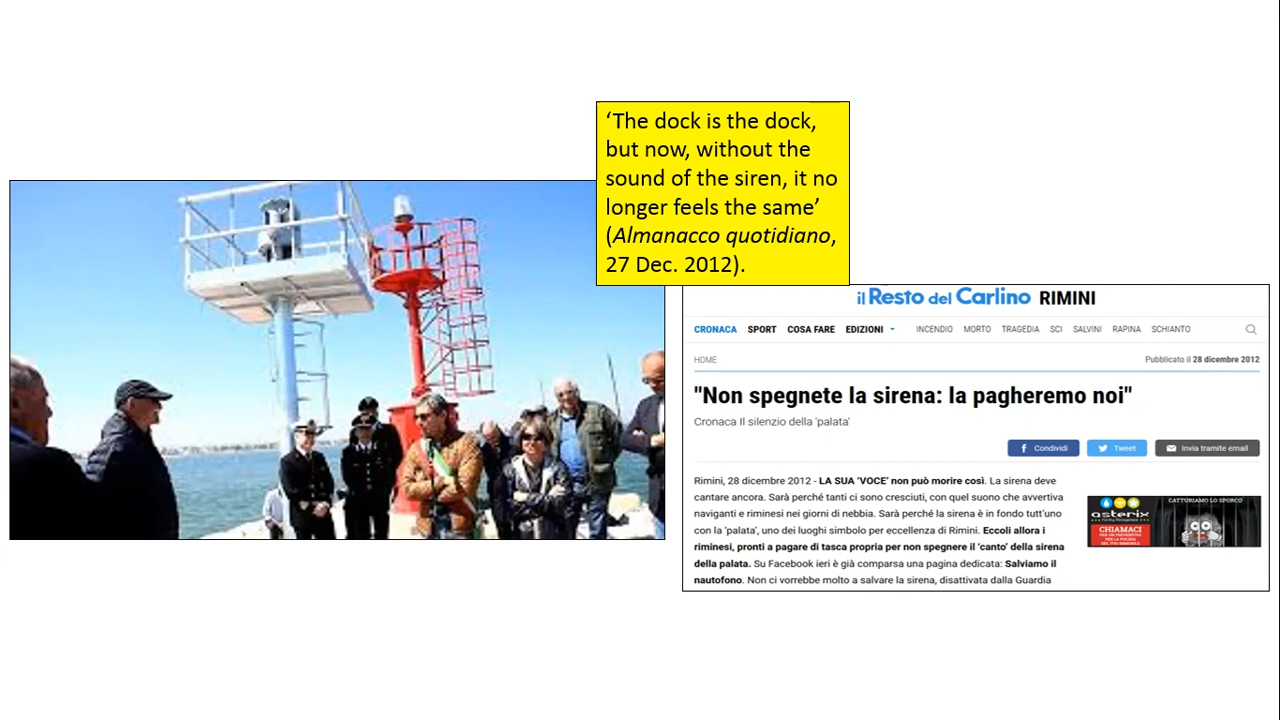 ‘The dock is the dock,
but now, without the
sound of the siren, it no
longer feels the same’
(Almanacco quotidiano,
27 Dec. 2012).
il Resto del Carlino RIMINI
CRONACA SPORT COSA FARE EDIZIONI INCENDIO MORTO TRAGEDIA SCI SALVINI RAPINA SCHIANTO
HOME Pubblicato il 28 dicembre 2012
"Non spegnete la sirena: la pagheremo noi"
Cronaca Il silenzio della 'palata'
Condividi Tweet Invia tramite email
Rimini, 28 dicembre 2012 - LA SUA 'VOCE' non può morire così. La sirena deve
cantare ancora. Sarà perché tanti ci sono cresciuti, con quel suono che avvertiva
naviganti e riminesi nei giorni di nebbia. Sarà perché la sirena è in fondo tutt'uno
con la 'palata', uno dei luoghi simbolo per eccellenza di Rimini. Eccoli allora i
riminesi, pronti a pagare di tasca propria per non spegnere il 'canto' della sirena
della palata. Su Facebook ieri è già comparsa una pagina dedicata: Salviamo il
nautofono. Non ci vorrebbe molto a salvare la sirena, disattivata dalla Guardia
asterix
CHIAMACI
CATTURIAMO LO SPORCO